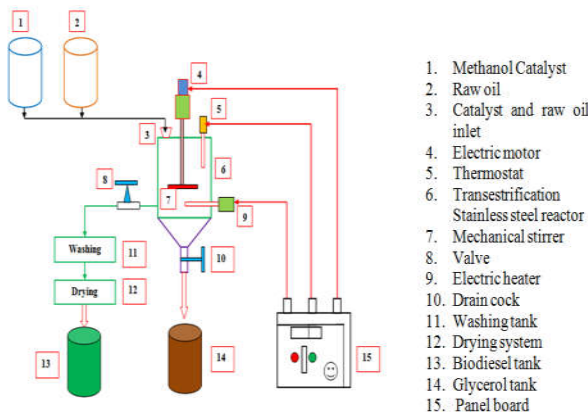 1
2
3
4
5
6
7
8
9
10
Washing
11
Drying
12
13
14
15
1. Methanol Catalyst
2. Raw oil
3. Catalyst and raw oil
inlet
4. Electric motor
5. Thermostat
6. Transestrification
Stainless steel reactor
7. Mechanical stirrer
8. Valve
9. Electric heater
10. Drain cock
11. Washing tank
12. Drying system
13. Biodiesel tank
14. Glycerol tank
15. Panel board